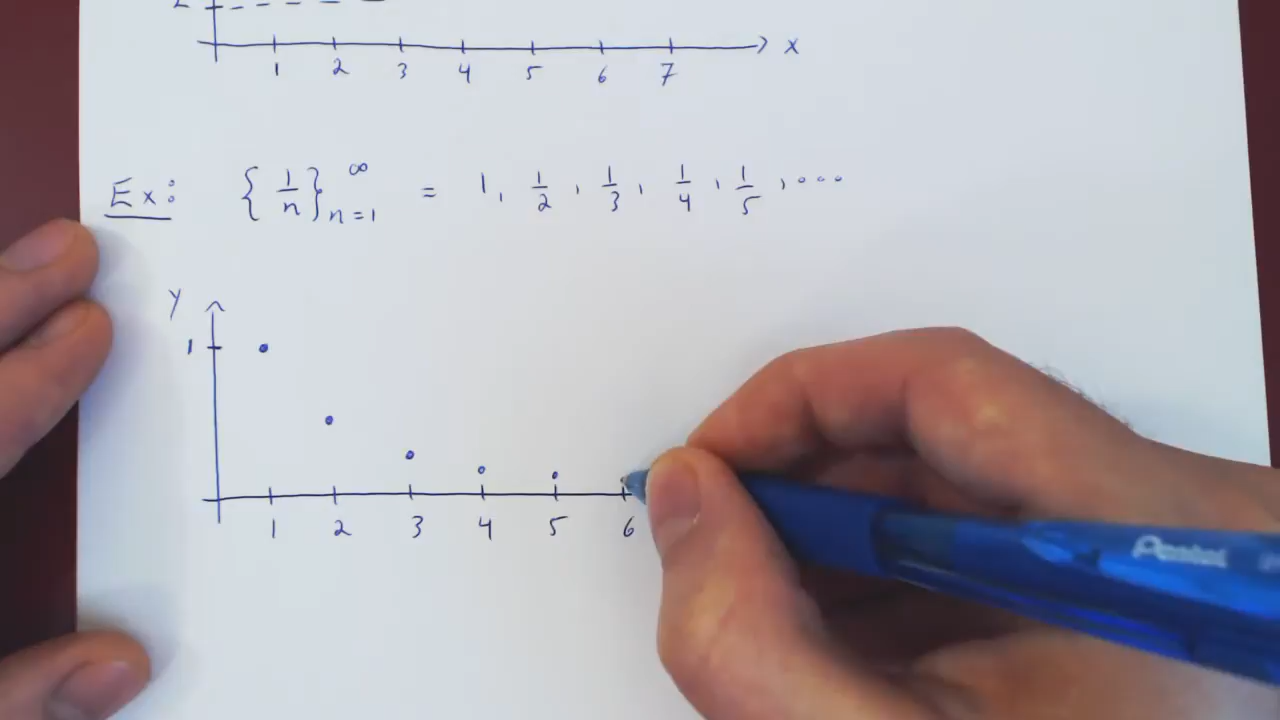 x
1 2 3 4 5 6 7
Ex: { 1/n }_{n=1}^{∞} = 1, 1/2, 1/3, 1/4, 1/5, ...
y
1
1 2 3 4 5 6
Pentel